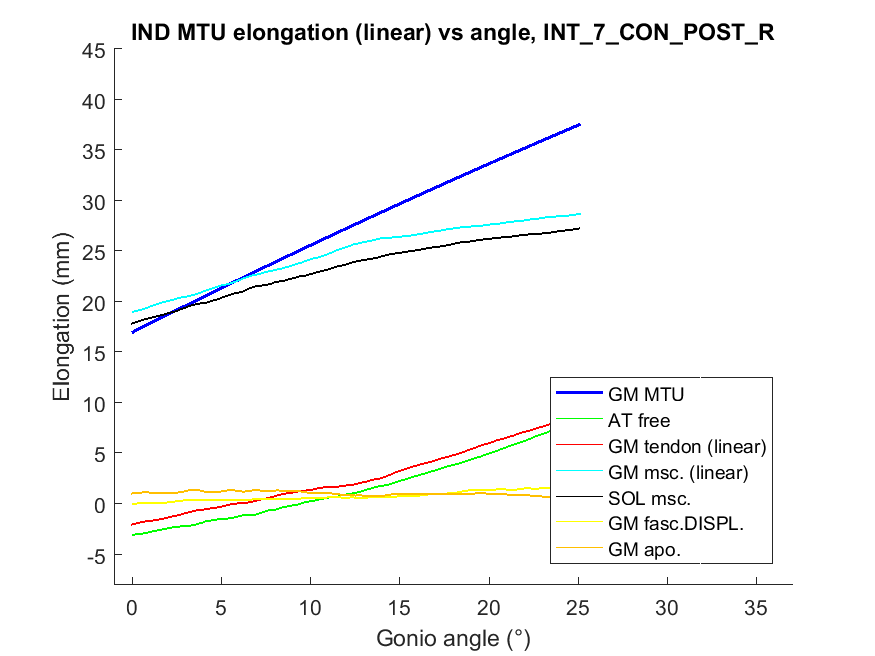 IND MTU elongation (linear) vs angle, INT_7_CON_POST_R
45
40
35
30
25
20
15
10
5
0
-5
Elongation (mm)
GM MTU
AT free
GM tendon (linear)
GM msc. (linear)
SOL msc.
GM fasc.DISPL.
GM apo.
0 5 10 15 20 25 30 35
Gonio angle (°)